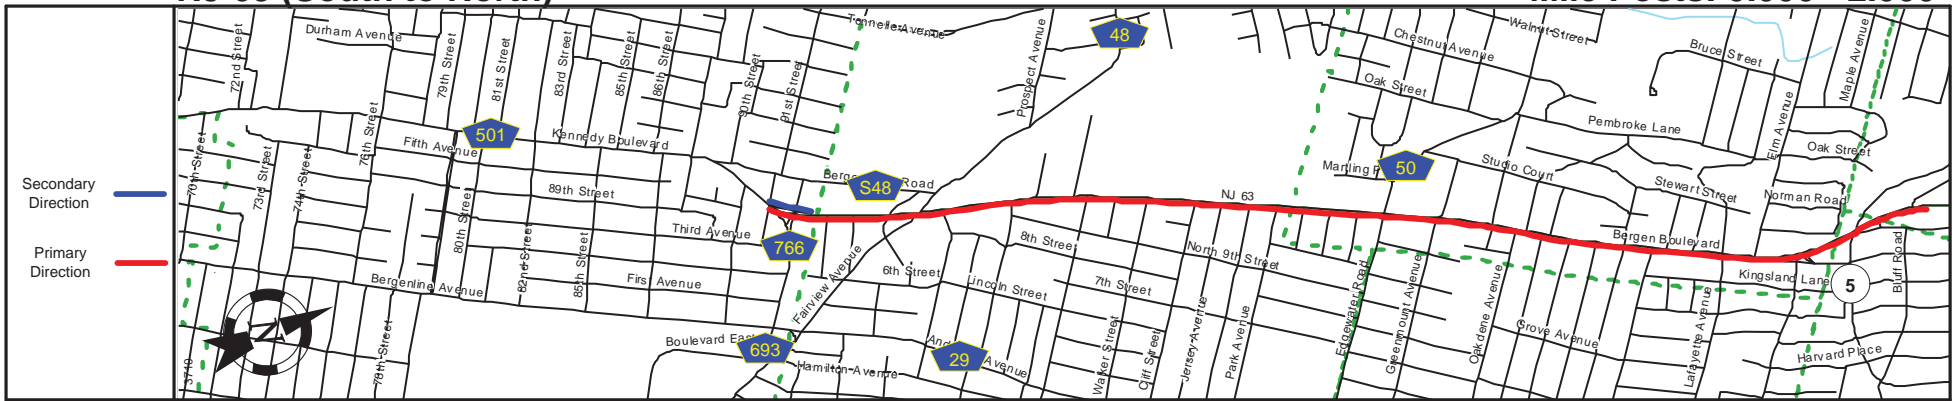 Secondary
Direction
Primary
Direction
72nd Street
Durham Avenue
79th Street
81st Street
83rd Street
85th Street
86th Street
90th Street
91st Street
Tonnelle Avenue
Prospect Avenue
48
Chestnut Avenue
Walnut Street
Oak Street
Bruce Street
Maple Avenue
Elm Avenue
Pembroke Lane
Oak Street
70th Street
73rd Street
74th Street
76th Street
Fifth Avenue
501
Kennedy Boulevard
89th Street
80th Street
82nd Street
85th Street
Third Avenue
First Avenue
Bergenline Avenue
78th Street
S48
Road
766
Fairview Avenue
Boulevard
693
Hamilton Avenue
29
Avenue
6th Street
Lincoln Street
8th Street
7th Street
North 9th Street
NJ 63
Walker Street
Cliff Street
Jersey Avenue
Park Avenue
Edgewater Road
Greenmount Avenue
Oakdene Avenue
Grove Avenue
Lafayette Avenue
Martling
50
Studio Court
Stewart Street
Norman Road
Bergen Boulevard
Kingsland Lane
5
Bluff Road
Harvard Place
3710
N